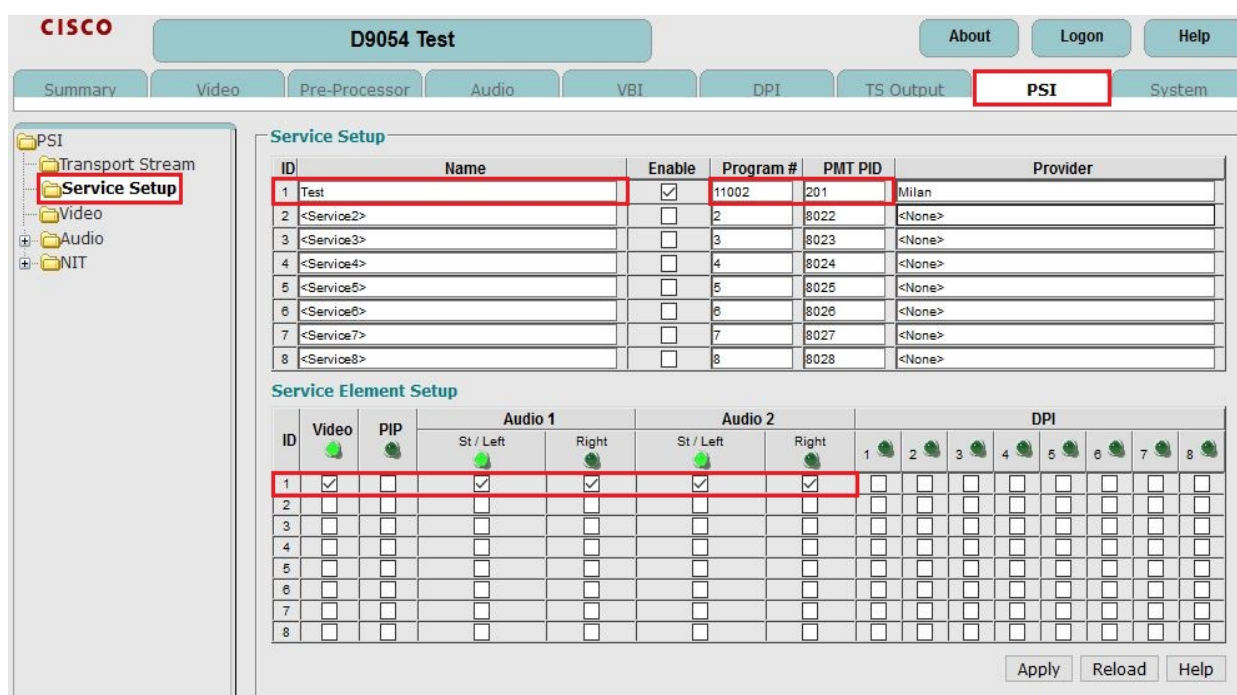 CISCO
D9054 Test
About Logon Help
Summary Video Pre-Processor Audio VBI DPI TS Output PSI System
PSI
Transport Stream
Service Setup
Video
Audio
NIT
Service Setup
ID Name Enable Program # PMT PID Provider
1 Test 11002 201 Milan
2 <Service2> 2 8022 <None>
3 <Service3> 3 8023 <None>
4 <Service4> 4 8024 <None>
5 <Service5> 5 8025 <None>
6 <Service6> 6 8026 <None>
7 <Service7> 7 8027 <None>
8 <Service8> 8 8028 <None>
Service Element Setup
ID Video PIP Audio 1 Audio 2 DPI
St / Left Right St / Left Right 1 2 3 4 5 6 7 8
1
2
3
4
5
6
7
8
Apply Reload Help